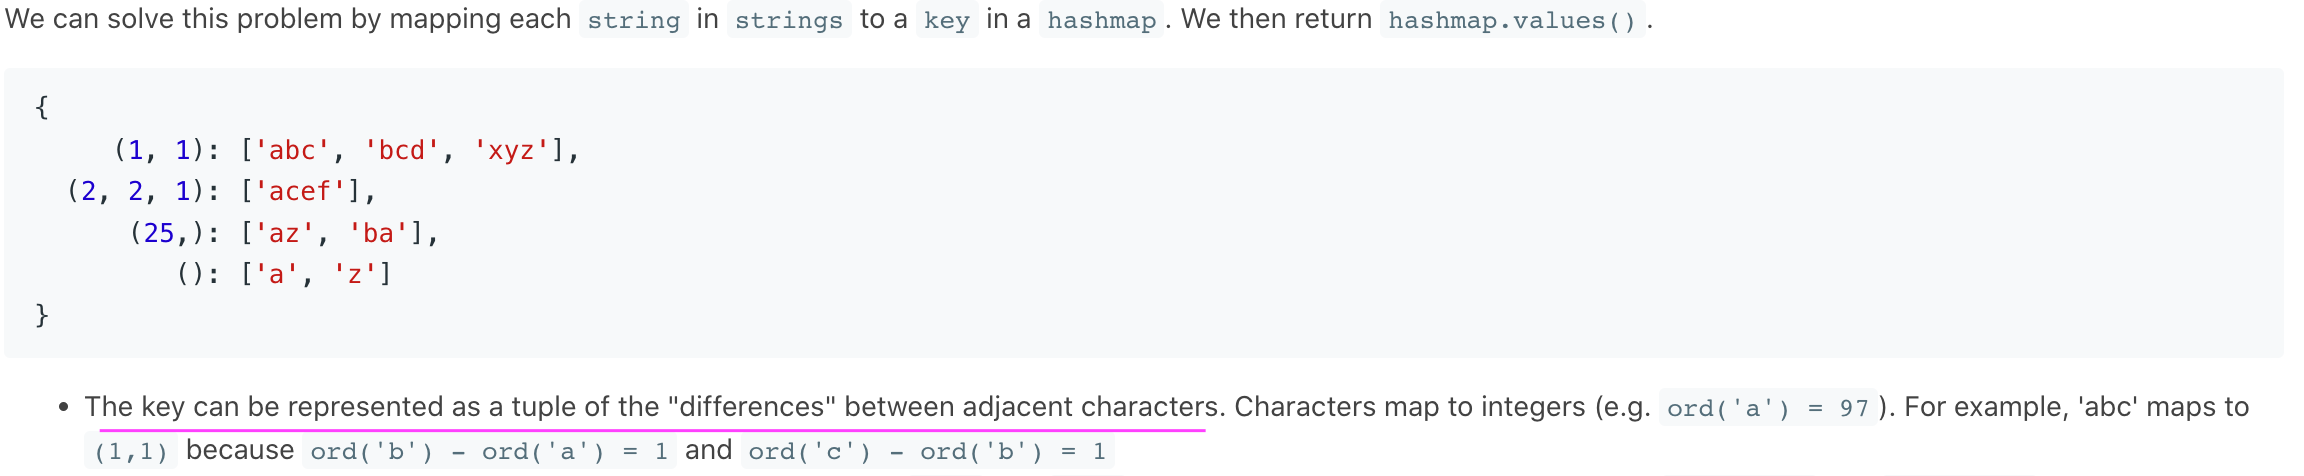 We can solve this problem by mapping each string in strings to a key in a hashmap. We then return hashmap.values().
{
(1, 1): ['abc', 'bcd', 'xyz'],
(2, 2, 1): ['acef'],
(25,): ['az', 'ba'],
(): ['a', 'z']
}
• The key can be represented as a tuple of the "differences" between adjacent characters. Characters map to integers (e.g. ord('a') = 97). For example, 'abc' maps to
(1,1) because ord('b') - ord('a') = 1 and ord('c') - ord('b') = 1